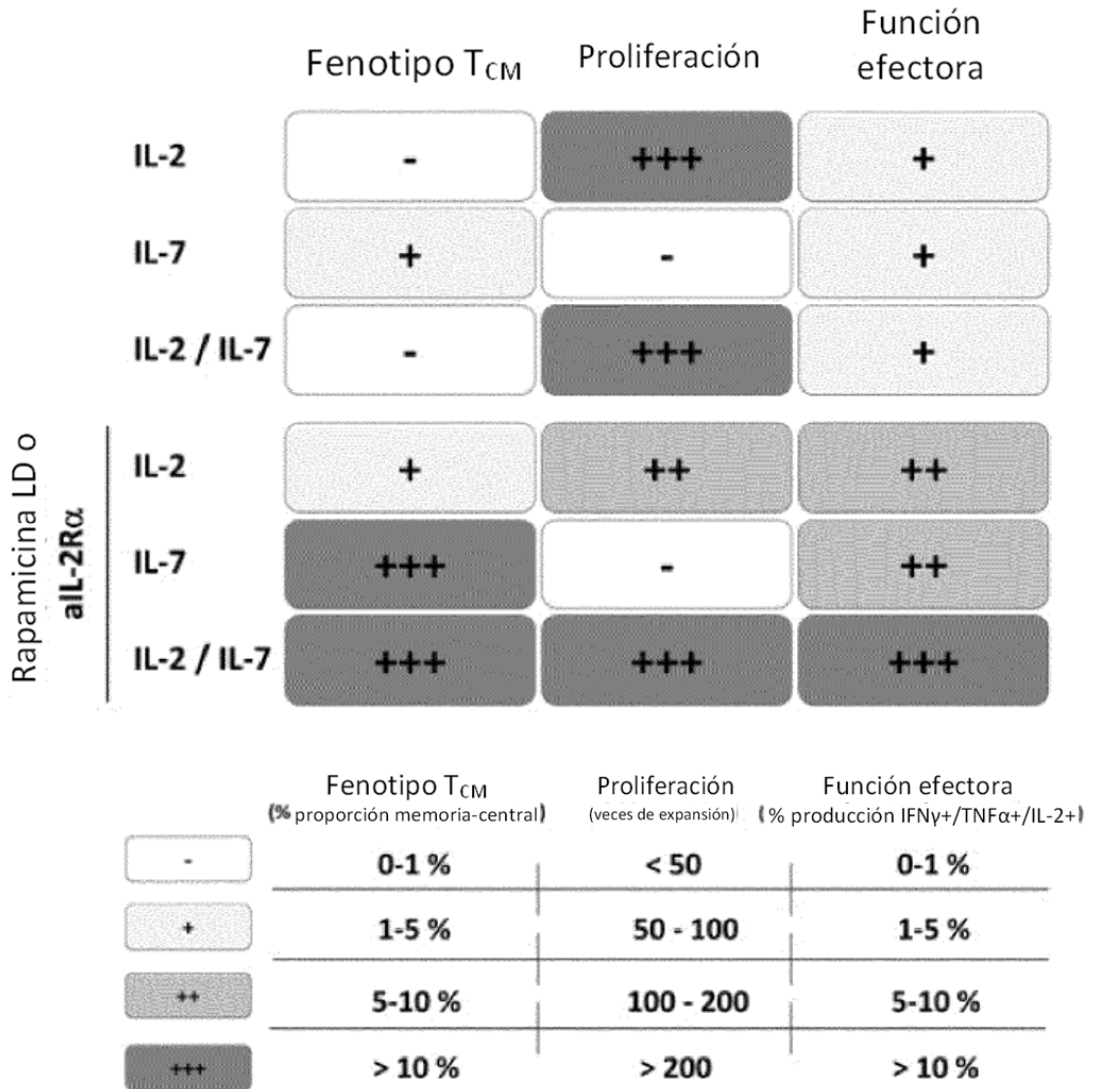 Fenotipo TCM Proliferación Función efectora
IL-2 - +++ +
IL-7 + - +
IL-2 / IL-7 - +++ +
Rapamicina LD o
aIL-2Rα
IL-2 + ++ ++
IL-7 +++ - ++
IL-2 / IL-7 +++ +++ +++
Fenotipo TCM Proliferación Función efectora
(% proporción memoria-central) (veces de expansión) (% producción IFNγ+/TNFα+/IL-2+)
- 0-1 % < 50 0-1 %
+ 1-5 % 50 - 100 1-5 %
++ 5-10 % 100 - 200 5-10 %
+++ > 10 % > 200 > 10 %